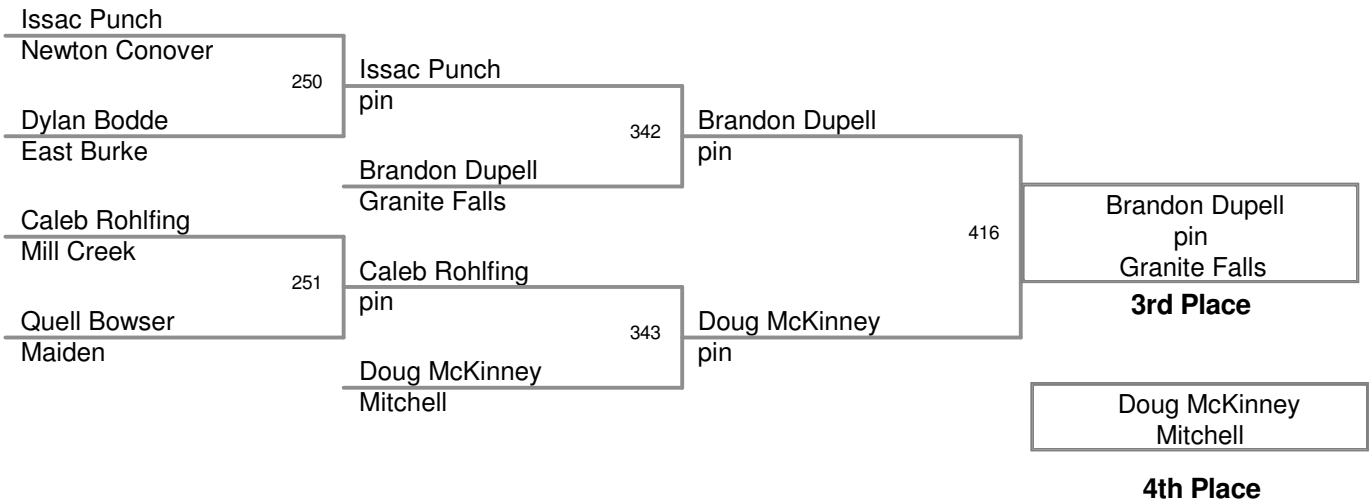 Issac Punch
Newton Conover
250
Issac Punch
pin
Dylan Bodde
East Burke
342
Brandon Dupell
pin
Brandon Dupell
Granite Falls
Caleb Rohlfing
Mill Creek
416
Brandon Dupell
pin
Granite Falls
3rd Place
251
Caleb Rohlfing
pin
Quell Bowser
Maiden
343
Doug McKinney
pin
Doug McKinney
Mitchell
Doug McKinney
Mitchell
4th Place